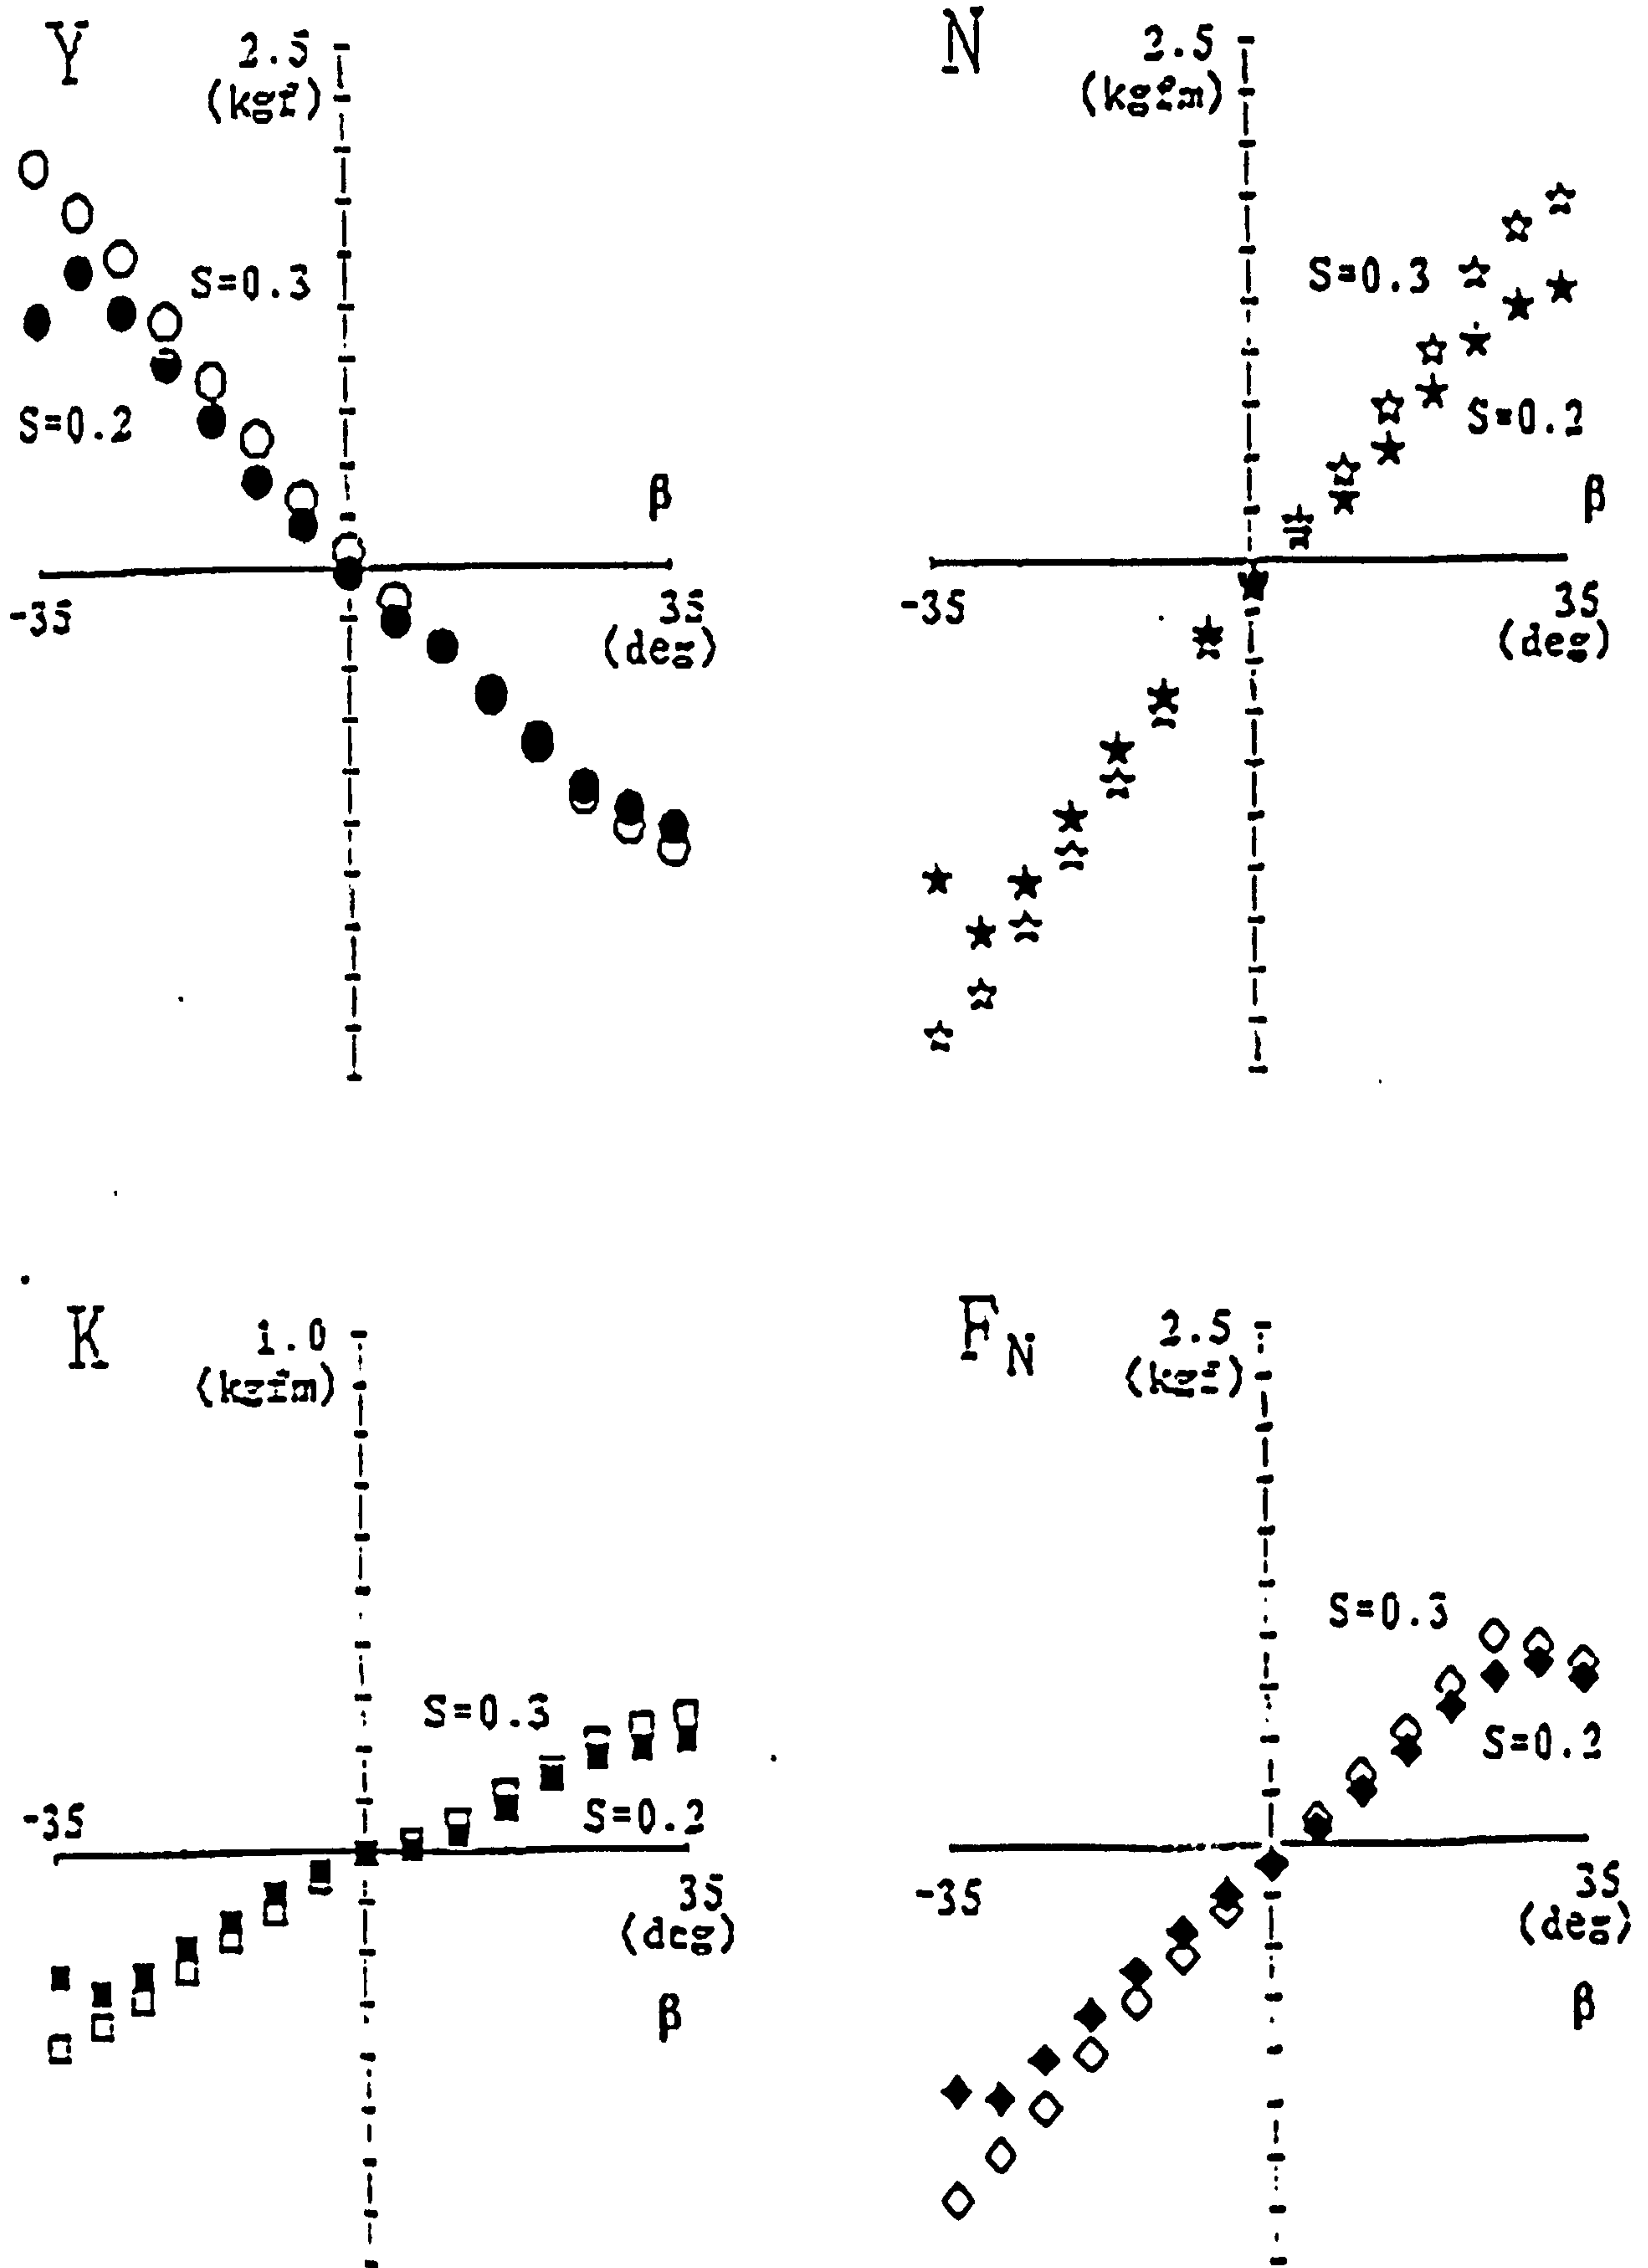 Y
2.5
(kgf)
S=0.3
S=0.2
β
-35
35
(deg)
N
2.5
(kgfm)
S=0.3
S=0.2
β
-35
35
(deg)
K
1.0
(kgfm)
S=0.3
-35
S=0.2
35
(deg)
β
F_N
2.5
(kgf)
S=0.3
S=0.2
-35
35
(deg)
β